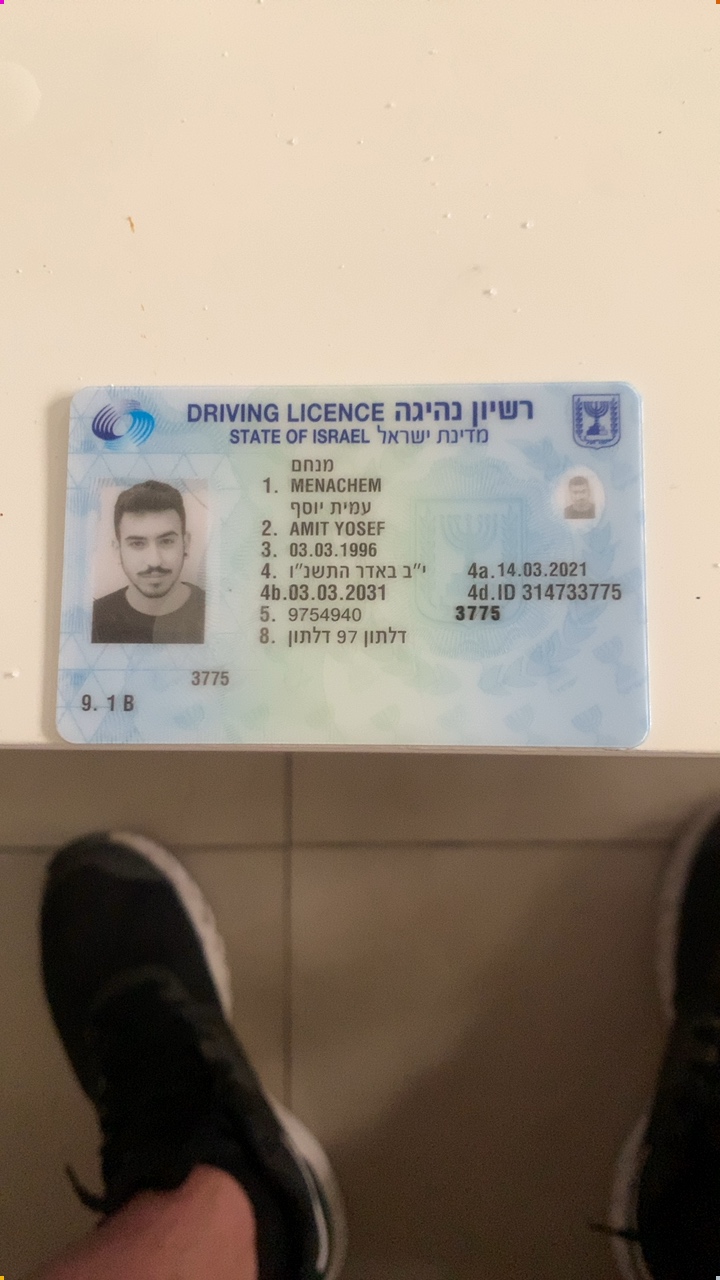 DRIVING LICENCE רשיון נהיגה
STATE OF ISRAEL מדינת ישראל
מנחם
1. MENACHEM
עמית יוסף
2. AMIT YOSEF
3. 03.03.1996
4. י״ב באדר התשנ״ו 4a.14.03.2021
4b.03.03.2031 4d.ID 314733775
5. 9754940 3775
8. דלתון 97 דלתון
3775
9. 1 B